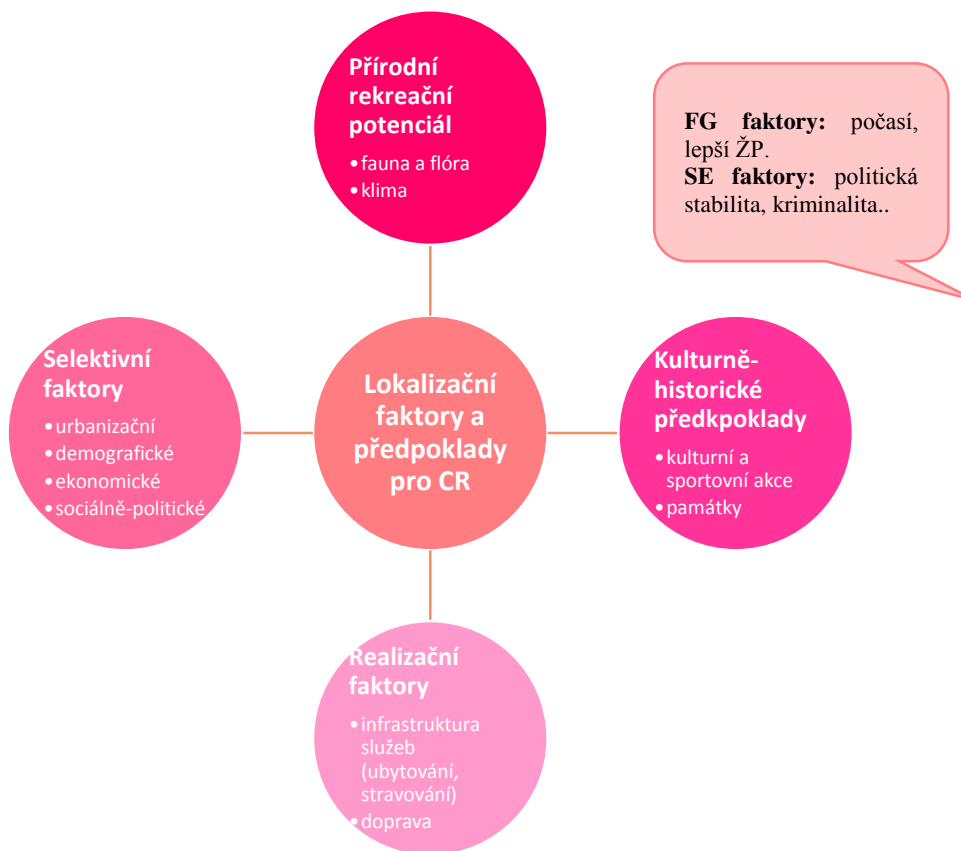 Přírodní
rekreační
potenciál
•fauna a flóra
•klima
FG faktory: počasí,
lepší ŽP.
SE faktory: politická
stabilita, kriminalita..
Selektivní
faktory
•urbanizační
•demografické
•ekonomické
•sociálně-politické
Lokalizační
faktory a
předpoklady
pro CR
Kulturně-
historické
předkpoklady
•kulturní a
sportovní akce
•památky
Realizační
faktory
•infrastruktura
služeb
(ubytování,
stravování)
•doprava